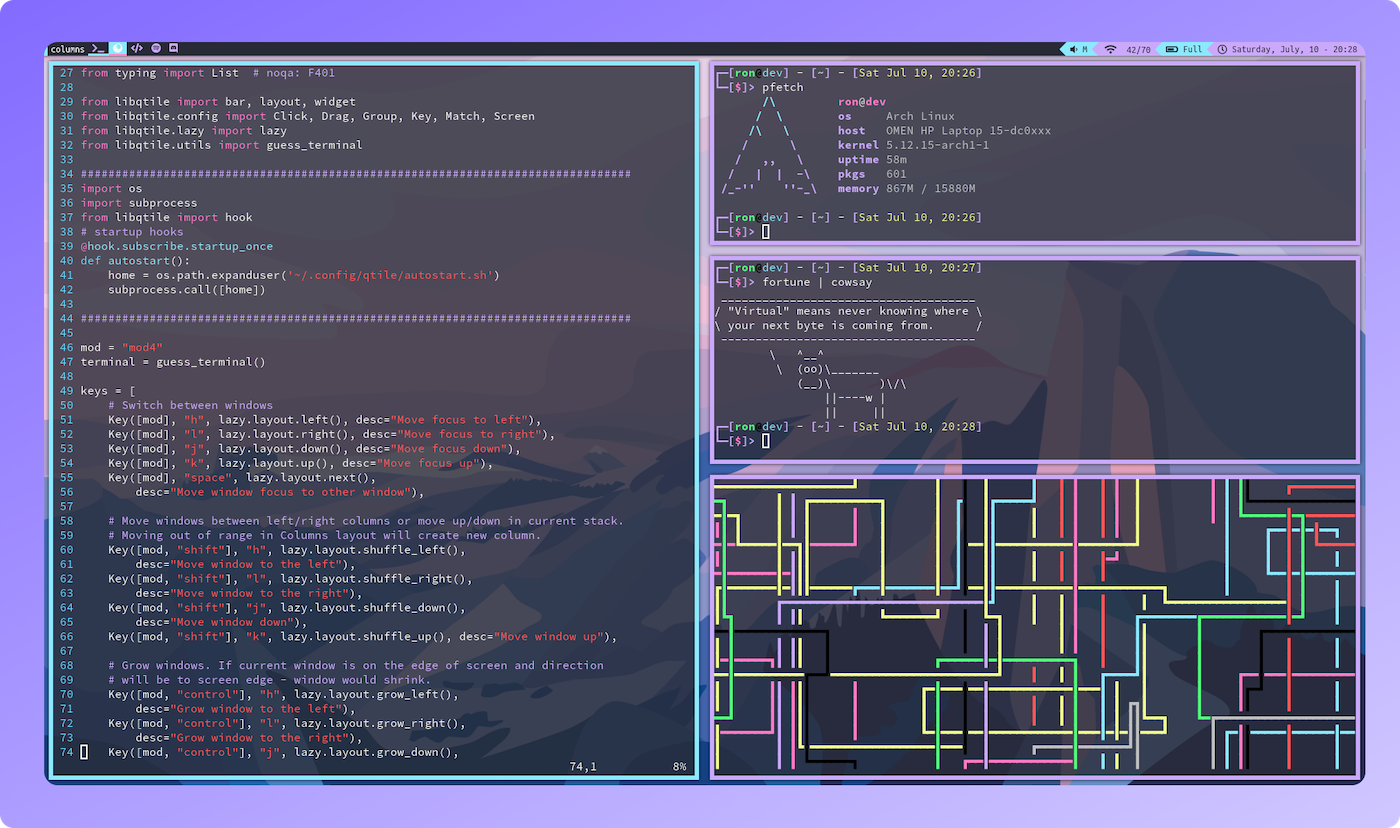 columns >_ </>
M 42/70 Full Saturday, July, 10 - 20:28
27 from typing import List  # noqa: F401
28
29 from libqtile import bar, layout, widget
30 from libqtile.config import Click, Drag, Group, Key, Match, Screen
31 from libqtile.lazy import lazy
32 from libqtile.utils import guess_terminal
33
34 ################################################################################
35 import os
36 import subprocess
37 from libqtile import hook
38 # startup hooks
39 @hook.subscribe.startup_once
40 def autostart():
41     home = os.path.expanduser('~/.config/qtile/autostart.sh')
42     subprocess.call([home])
43
44 ################################################################################
45
46 mod = "mod4"
47 terminal = guess_terminal()
48
49 keys = [
50     # Switch between windows
51     Key([mod], "h", lazy.layout.left(), desc="Move focus to left"),
52     Key([mod], "l", lazy.layout.right(), desc="Move focus to right"),
53     Key([mod], "j", lazy.layout.down(), desc="Move focus down"),
54     Key([mod], "k", lazy.layout.up(), desc="Move focus up"),
55     Key([mod], "space", lazy.layout.next(),
56         desc="Move window focus to other window"),
57
58     # Move windows between left/right columns or move up/down in current stack.
59     # Moving out of range in Columns layout will create new column.
60     Key([mod, "shift"], "h", lazy.layout.shuffle_left(),
61         desc="Move window to the left"),
62     Key([mod, "shift"], "l", lazy.layout.shuffle_right(),
63         desc="Move window to the right"),
64     Key([mod, "shift"], "j", lazy.layout.shuffle_down(),
65         desc="Move window down"),
66     Key([mod, "shift"], "k", lazy.layout.shuffle_up(), desc="Move window up"),
67
68     # Grow windows. If current window is on the edge of screen and direction
69     # will be to screen edge - window would shrink.
70     Key([mod, "control"], "h", lazy.layout.grow_left(),
71         desc="Grow window to the left"),
72     Key([mod, "control"], "l", lazy.layout.grow_right(),
73         desc="Grow window to the right"),
74     Key([mod, "control"], "j", lazy.layout.grow_down(),
74,1 8%
[ron@dev] - [~] - [Sat Jul 10, 20:26]
[$]> pfetch
ron@dev
os Arch Linux
host OMEN HP Laptop 15-dc0xxx
kernel 5.12.15-arch1-1
uptime 58m
pkgs 601
memory 867M / 15880M
[ron@dev] - [~] - [Sat Jul 10, 20:26]
[$]>
[ron@dev] - [~] - [Sat Jul 10, 20:27]
[$]> fortune | cowsay
 _____________________________________
/ "Virtual" means never knowing where \
\ your next byte is coming from.      /
 -------------------------------------
        \   ^__^
         \  (oo)\_______
            (__)\       )\/\
                ||----w |
                ||     ||
[ron@dev] - [~] - [Sat Jul 10, 20:28]
[$]>